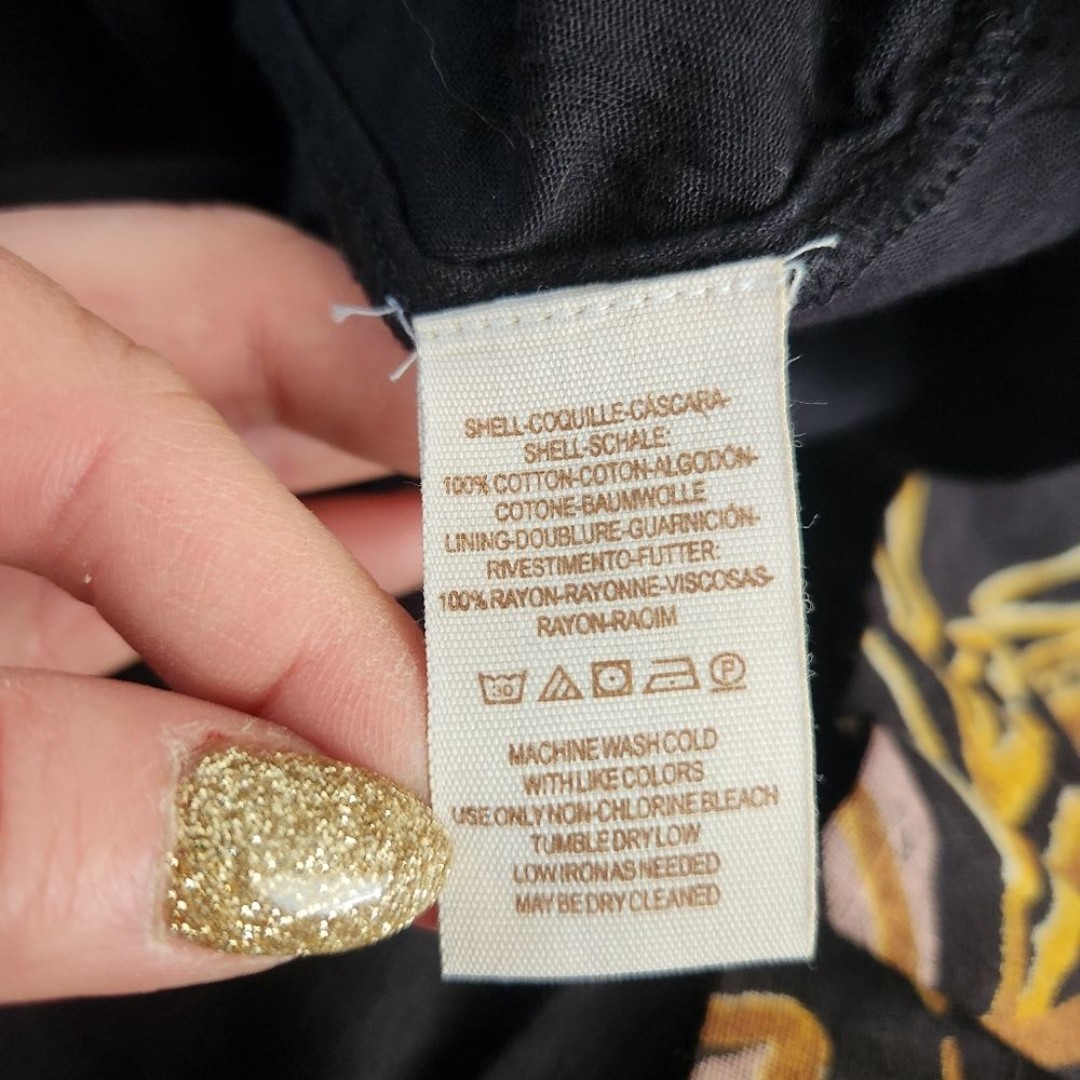 SHELL-COQUILLE-CÁSCARA-
SHELL-SCHALE:
100% COTTON-COTON-ALGODÓN-
COTONE-BAUMWOLLE
LINING-DOUBLURE-GUARNICIÓN-
RIVESTIMENTO-FUTTER:
100% RAYON-RAYONNE-VISCOSAS-
RAYON-RAOIM
30 P
MACHINE WASH COLD
WITH LIKE COLORS
USE ONLY NON-CHLORINE BLEACH
TUMBLE DRY LOW
LOW IRON AS NEEDED
MAY BE DRY CLEANED